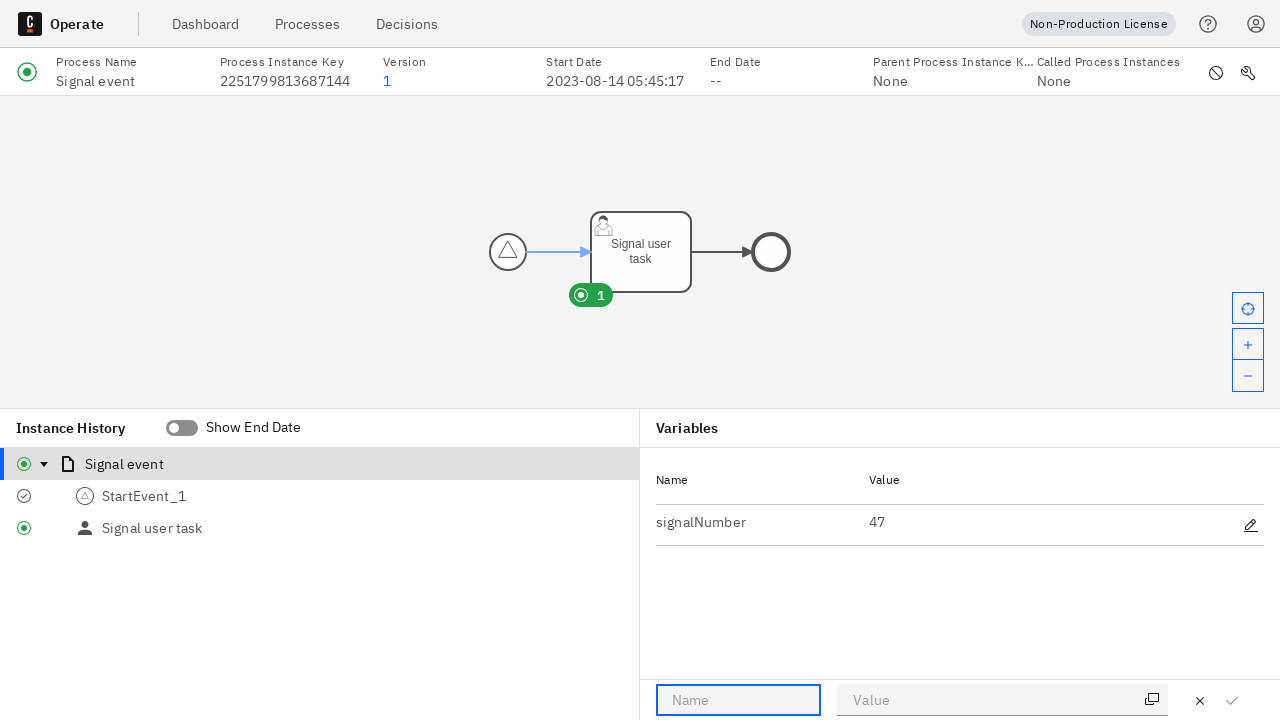 Operate
Dashboard
Processes
Decisions
Non-Production License
Process Name
Signal event
Process Instance Key
2251799813687144
Version
1
Start Date
2023-08-14 05:45:17
End Date
--
Parent Process Instance K...
None
Called Process Instances
None
Signal user
task
1
Instance History
Show End Date
Signal event
StartEvent_1
Signal user task
Variables
Name
Value
signalNumber
47
Name
Value